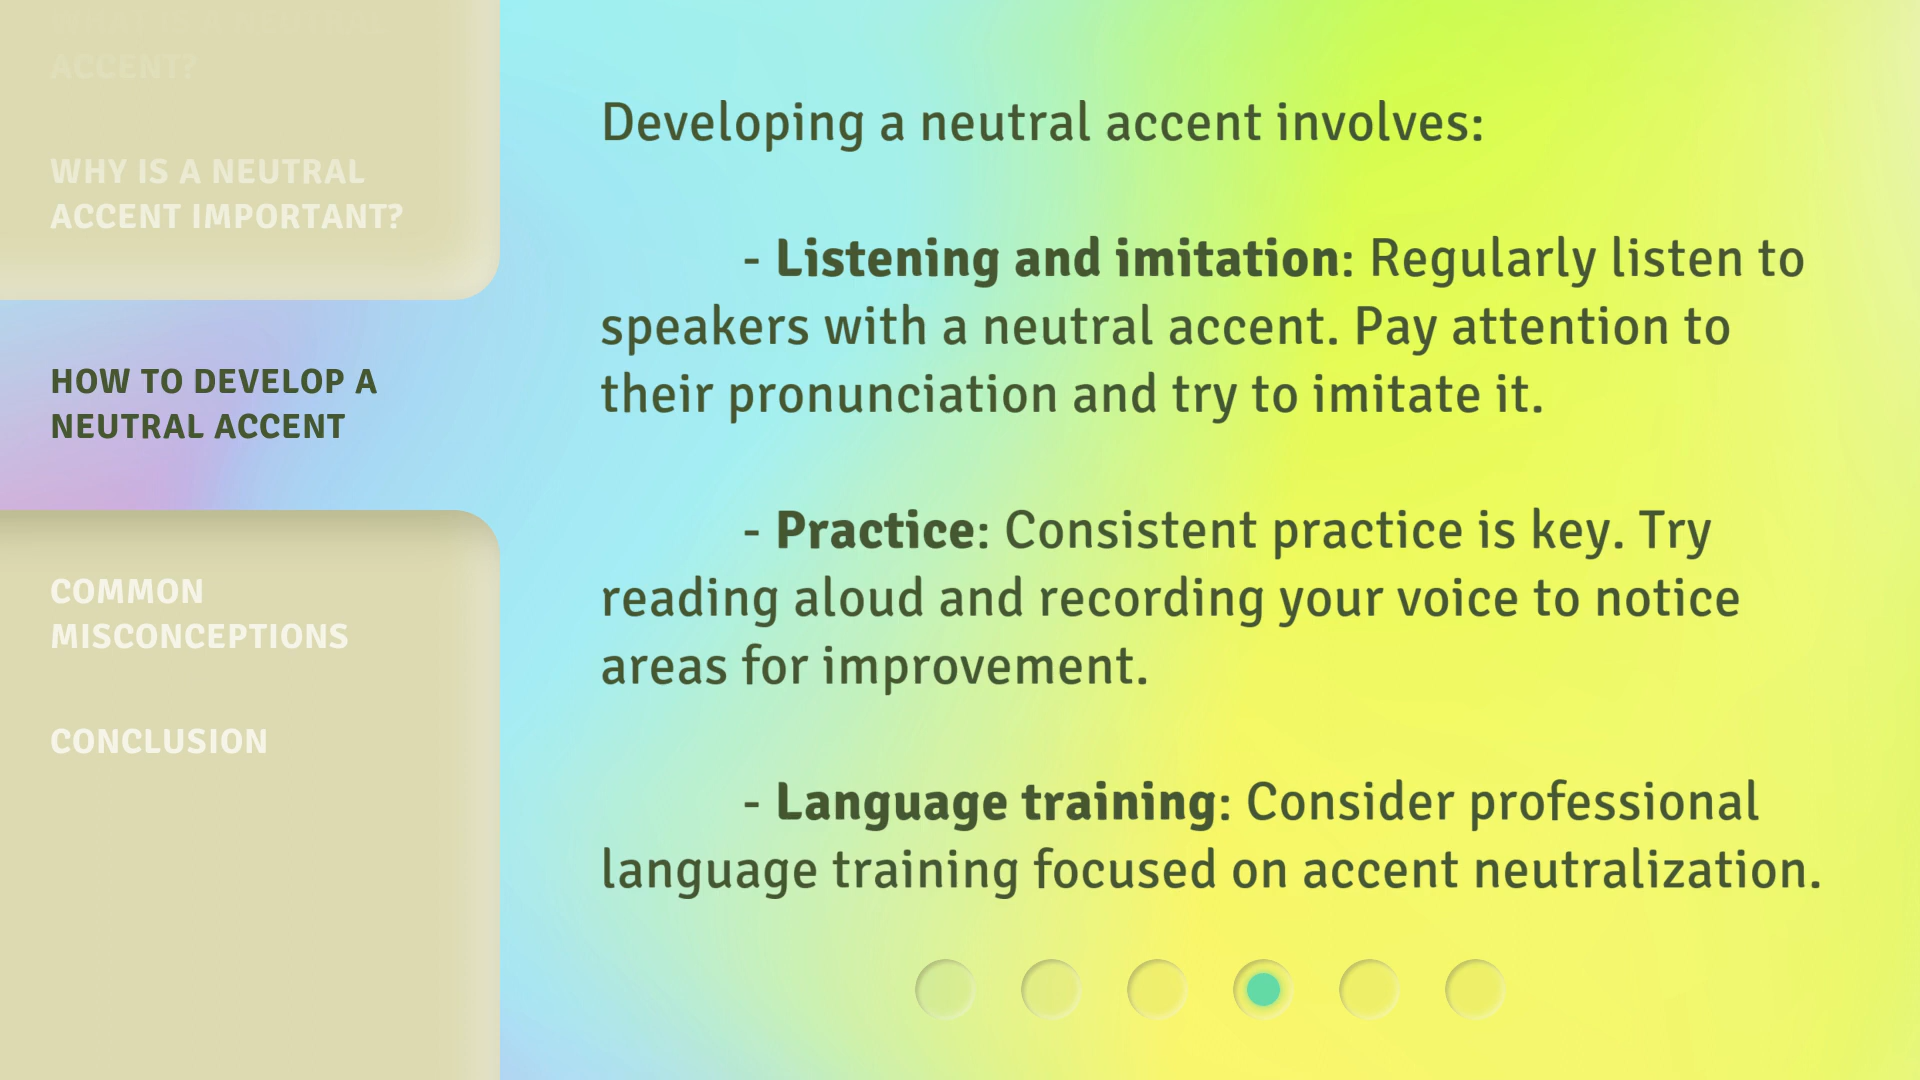 WHAT IS A NEUTRAL
ACCENT?
WHY IS A NEUTRAL
ACCENT IMPORTANT?
HOW TO DEVELOP A
NEUTRAL ACCENT
COMMON
MISCONCEPTIONS
CONCLUSION
Developing a neutral accent involves:
- Listening and imitation: Regularly listen to
speakers with a neutral accent. Pay attention to
their pronunciation and try to imitate it.
- Practice: Consistent practice is key. Try
reading aloud and recording your voice to notice
areas for improvement.
- Language training: Consider professional
language training focused on accent neutralization.